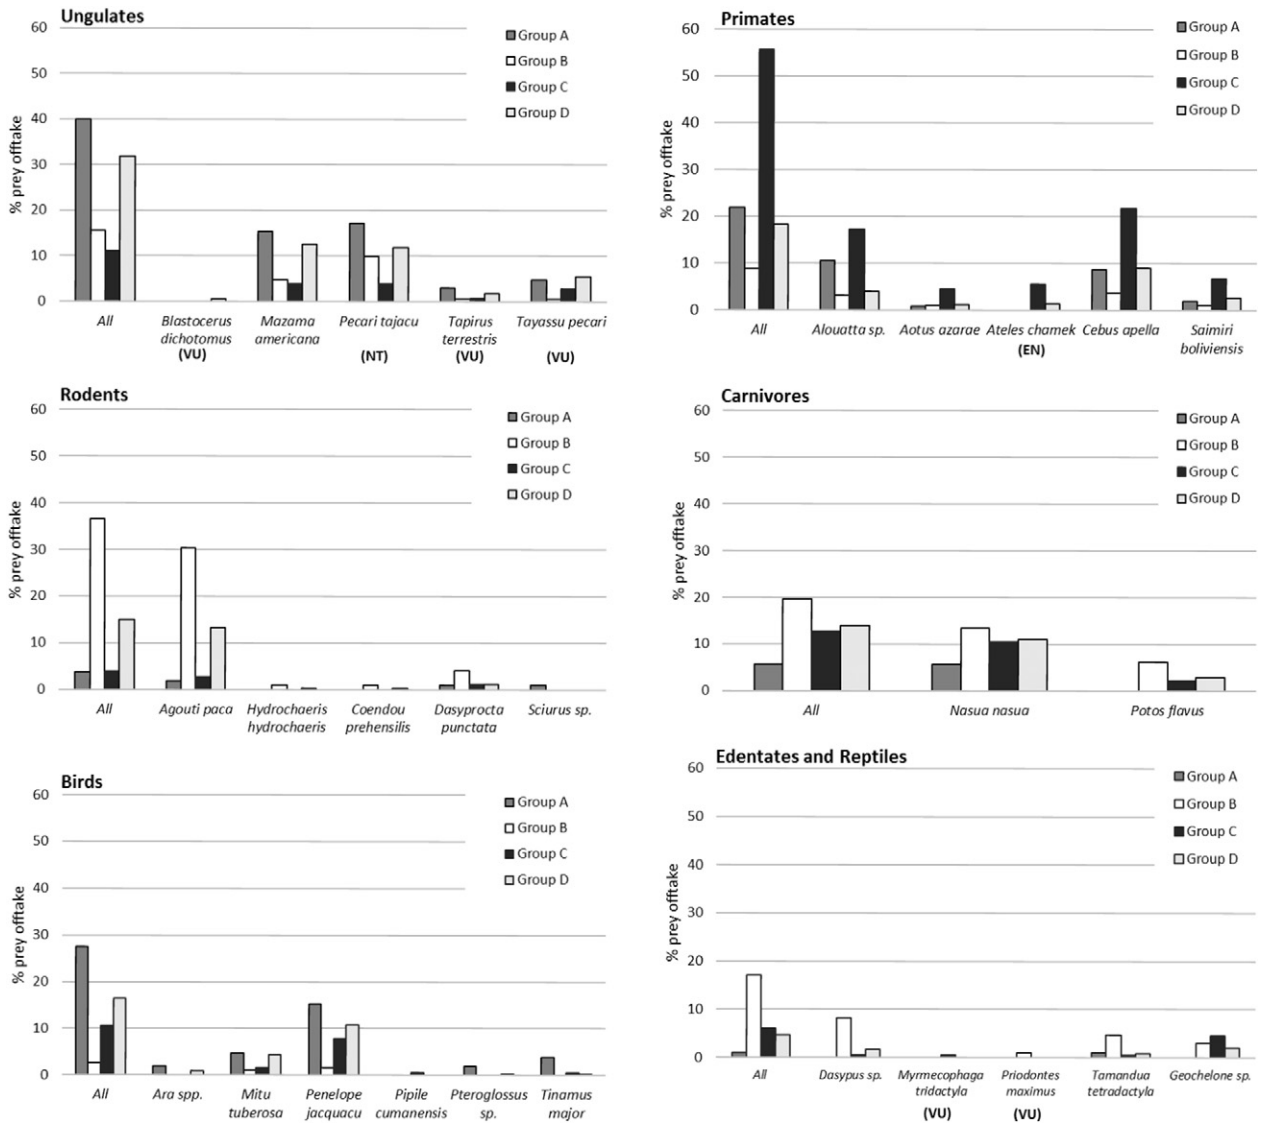 Ungulates
60
50
40
30
20
10
0
% prey offtake
Group A
Group B
Group C
Group D
All
Blastocerus
dichotomus
(VU)
Mazama
americana
Pecari tajacu
(NT)
Tapirus
terrestris
(VU)
Tayassu pecari
(VU)
Primates
60
50
40
30
20
10
0
% prey offtake
Group A
Group B
Group C
Group D
All
Alouatta sp.
Aotus azarae
Ateles chamek
(EN)
Cebus apella
Saimiri
boliviensis
Rodents
60
50
40
30
20
10
0
% prey offtake
Group A
Group B
Group C
Group D
All
Agouti paca
Hydrochaeris
hydrochaeris
Coendou
prehensilis
Dasyprocta
punctata
Sciurus sp.
Carnivores
60
50
40
30
20
10
0
% prey offtake
Group A
Group B
Group C
Group D
All
Nasua nasua
Potos flavus
Birds
60
50
40
30
20
10
0
% prey offtake
Group A
Group B
Group C
Group D
All
Ara spp.
Mitu
tuberosa
Penelope
jacquacu
Pipile
cumanensis
Pteroglossus
sp.
Tinamus
major
Edentates and Reptiles
60
50
40
30
20
10
0
% prey offtake
Group A
Group B
Group C
Group D
All
Dasypus sp.
Myrmecophaga
tridactyla
(VU)
Priodontes
maximus
(VU)
Tamandua
tetradactyla
Geochelone sp.